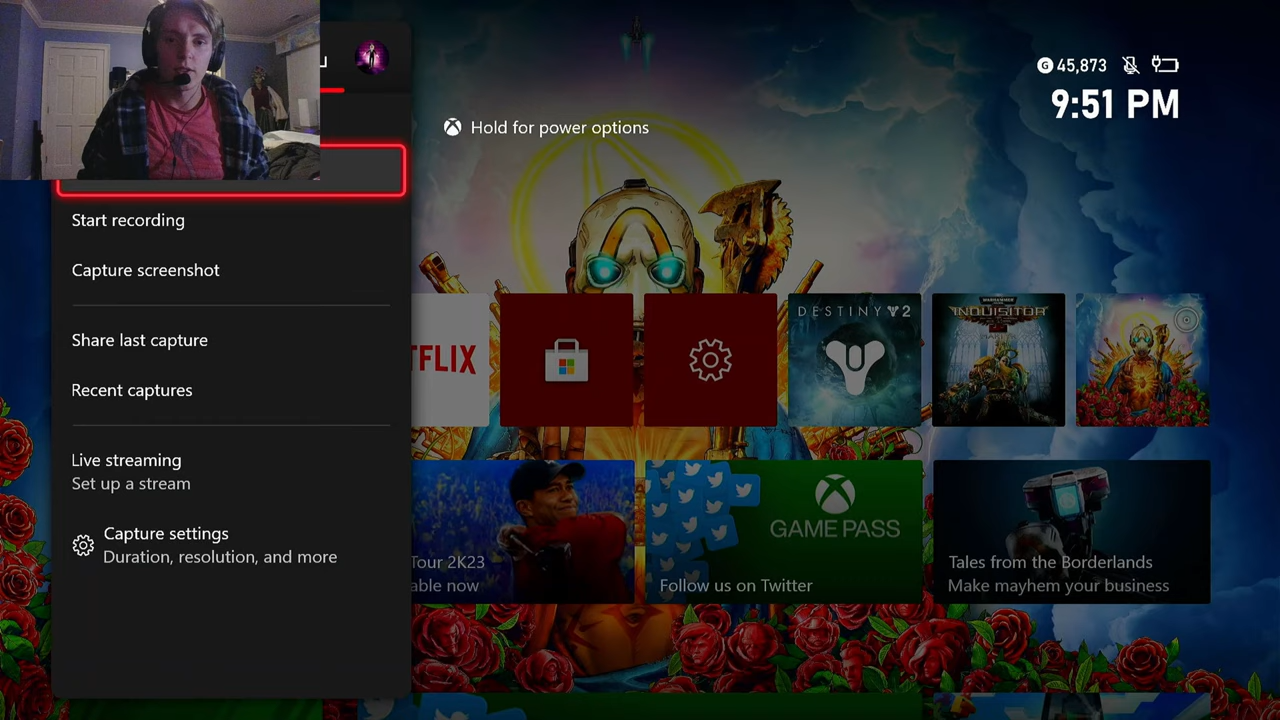 45,873
9:51 PM
Hold for power options
Start recording
Capture screenshot
Share last capture
Recent captures
Live streaming
Set up a stream
Capture settings
Duration, resolution, and more
TFLIX
DESTINY 2
WARHAMMER
INQUISITOR
Tour 2K23
able now
GAME PASS
Follow us on Twitter
Tales from the Borderlands
Make mayhem your business